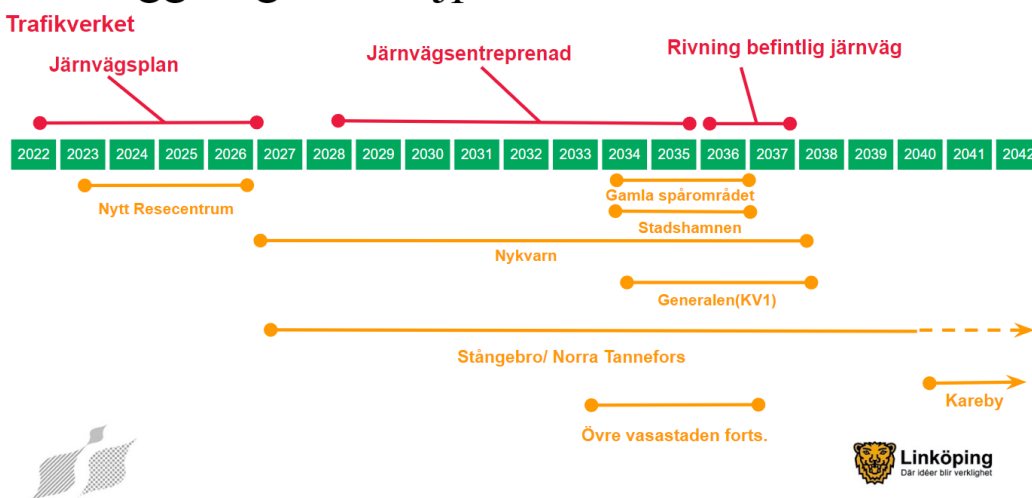 Trafikverket
Järnvägsplan
Järnvägsentreprenad
Rivning befintlig järnväg
2022 2023 2024 2025 2026 2027 2028 2029 2030 2031 2032 2033 2034 2035 2036 2037 2038 2039 2040 2041 2042
Nytt Resecentrum
Gamla spårområdet
Stadshamnen
Nykvarn
Generalen(KV1)
Stångebro/ Norra Tannefors
Kareby
Övre vasastaden forts.
Linköping
Där idéer blir verklighet